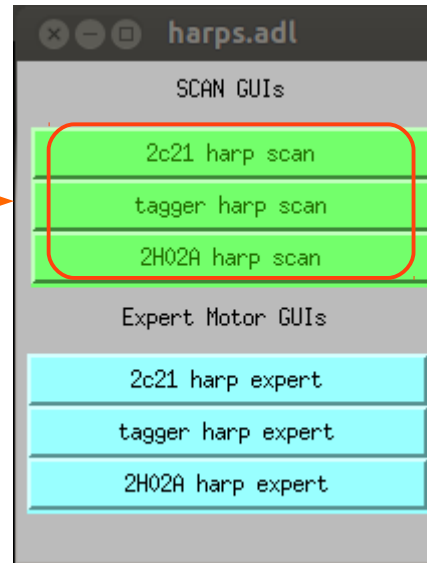 harps.adl
SCAN GUIs
2c21 harp scan
tagger harp scan
2H02A harp scan
Expert Motor GUIs
2c21 harp expert
tagger harp expert
2H02A harp expert